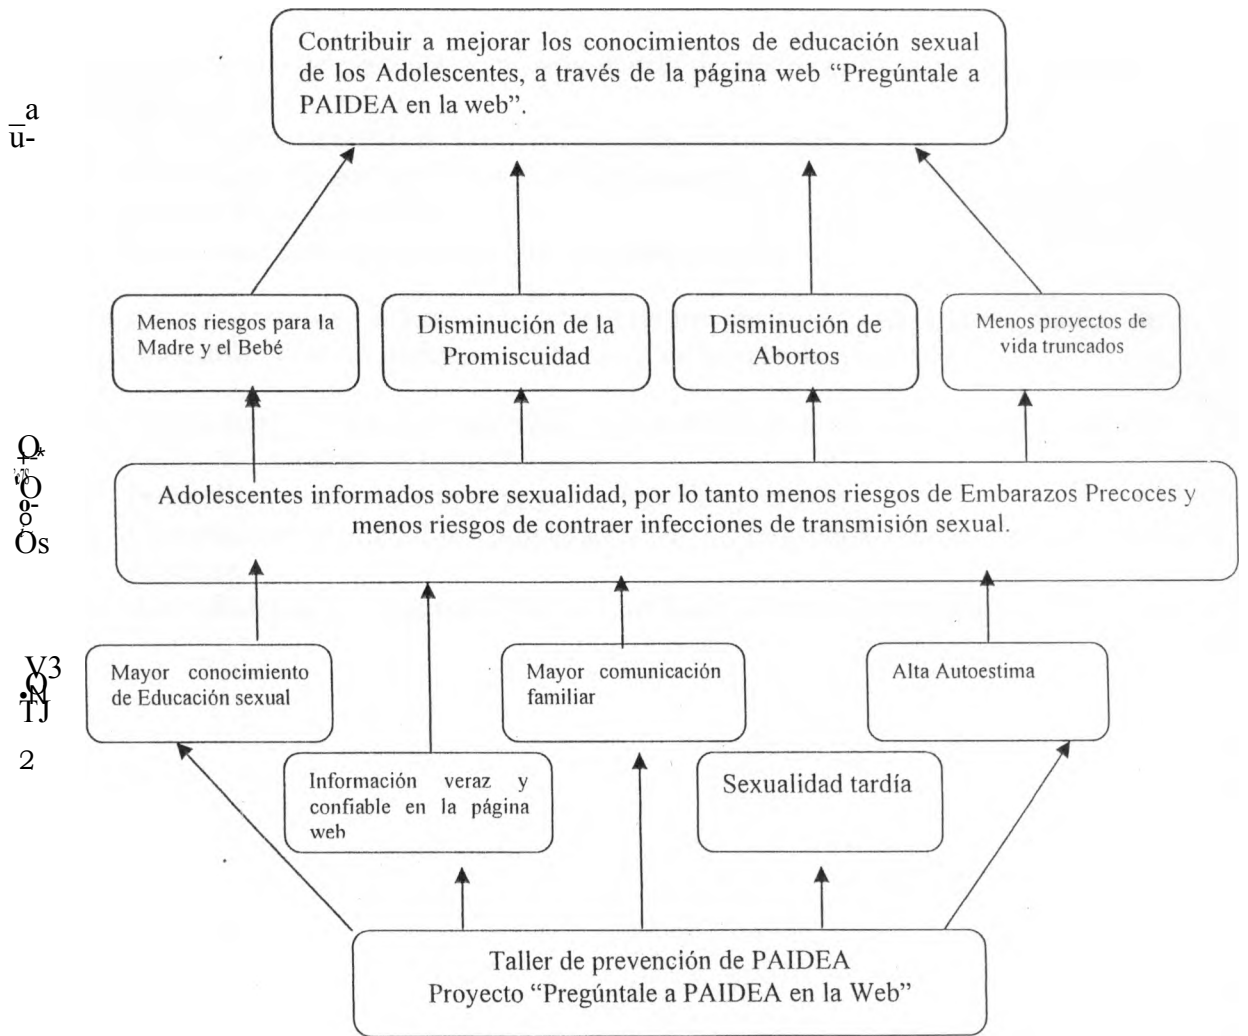 Contribuir a mejorar los conocimientos de educación sexual
de los Adolescentes, a través de la página web “Pregúntale a
PAIDEA en la web”.
a
u-
Menos riesgos para la
Madre y el Bebé
Disminución de la
Promiscuidad
Disminución de
Abortos
Menos proyectos de
vida truncados
Adolescentes informados sobre sexualidad, por lo tanto menos riesgos de Embarazos Precoces y
menos riesgos de contraer infecciones de transmisión sexual.
Os
Mayor conocimiento
de Educación sexual
Mayor comunicación
familiar
Alta Autoestima
V3
TJ
2
Información veraz y
confiable en la página
web
Sexualidad tardía
Taller de prevención de PAIDEA
Proyecto “Pregúntale a PAIDEA en la Web”